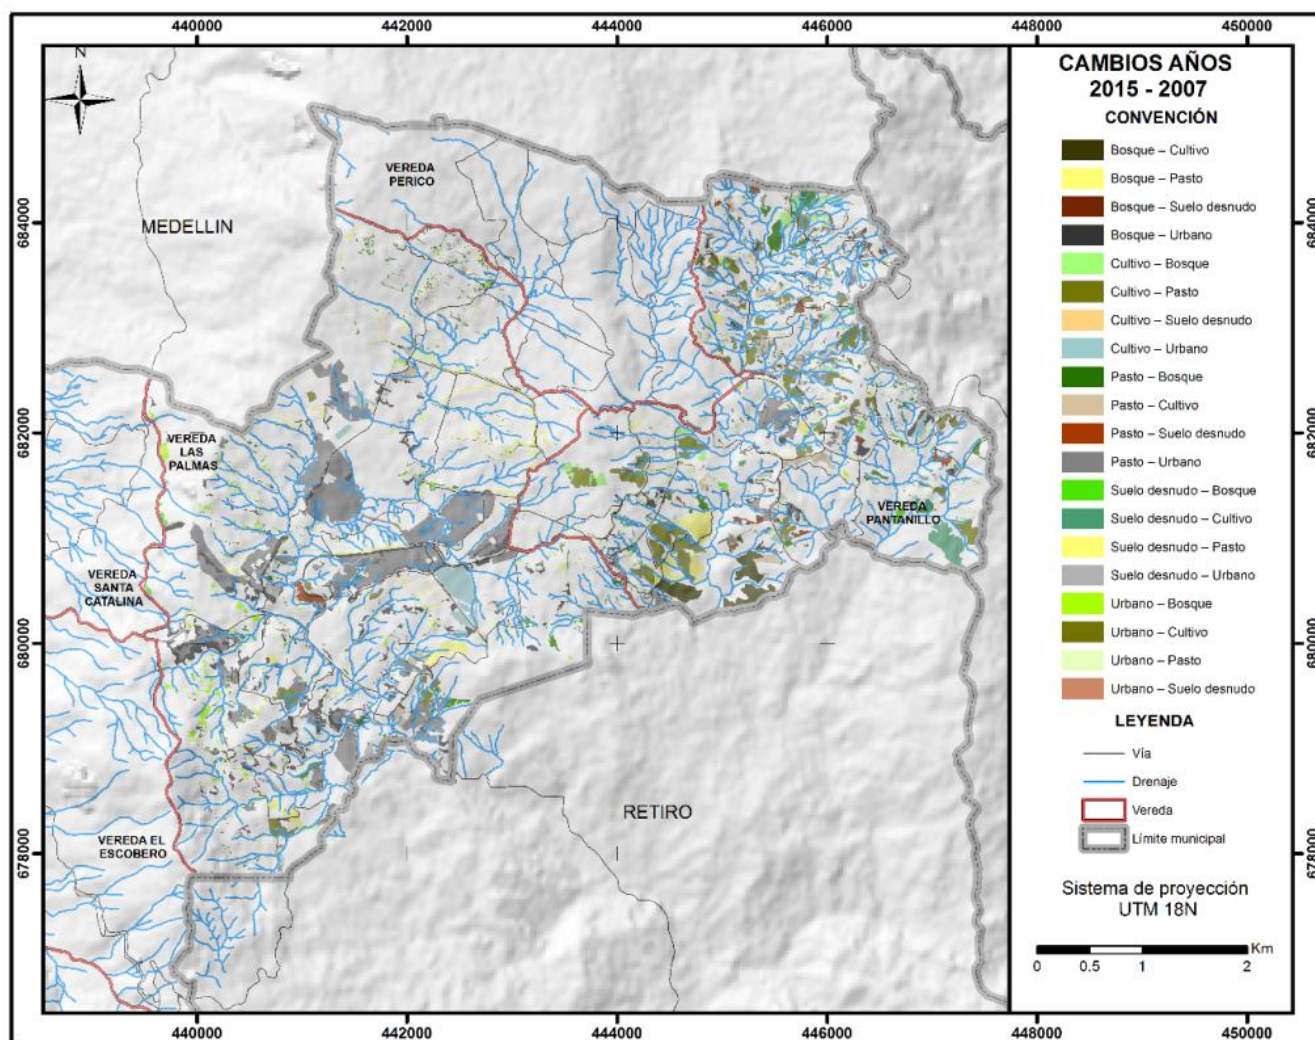 440000 442000 444000 446000 448000 450000
N
684000
682000
680000
678000
MEDELLIN
VEREDA
PERICO
VEREDA
LAS
PALMAS
VEREDA
SANTA
CATALINA
VEREDA EL
ESCOBERO
VEREDA
PANTANILLO
RETIRO
CAMBIOS AÑOS
2015 - 2007
CONVENCIÓN
Bosque – Cultivo
Bosque – Pasto
Bosque – Suelo desnudo
Bosque – Urbano
Cultivo – Bosque
Cultivo – Pasto
Cultivo – Suelo desnudo
Cultivo – Urbano
Pasto – Bosque
Pasto – Cultivo
Pasto – Suelo desnudo
Pasto – Urbano
Suelo desnudo – Bosque
Suelo desnudo – Cultivo
Suelo desnudo – Pasto
Suelo desnudo – Urbano
Urbano – Bosque
Urbano – Cultivo
Urbano – Pasto
Urbano – Suelo desnudo
LEYENDA
Vía
Drenaje
Vereda
Límite municipal
Sistema de proyección
UTM 18N
Km
0 0.5 1 2
684000
682000
680000
678000
440000 442000 444000 446000 448000 450000